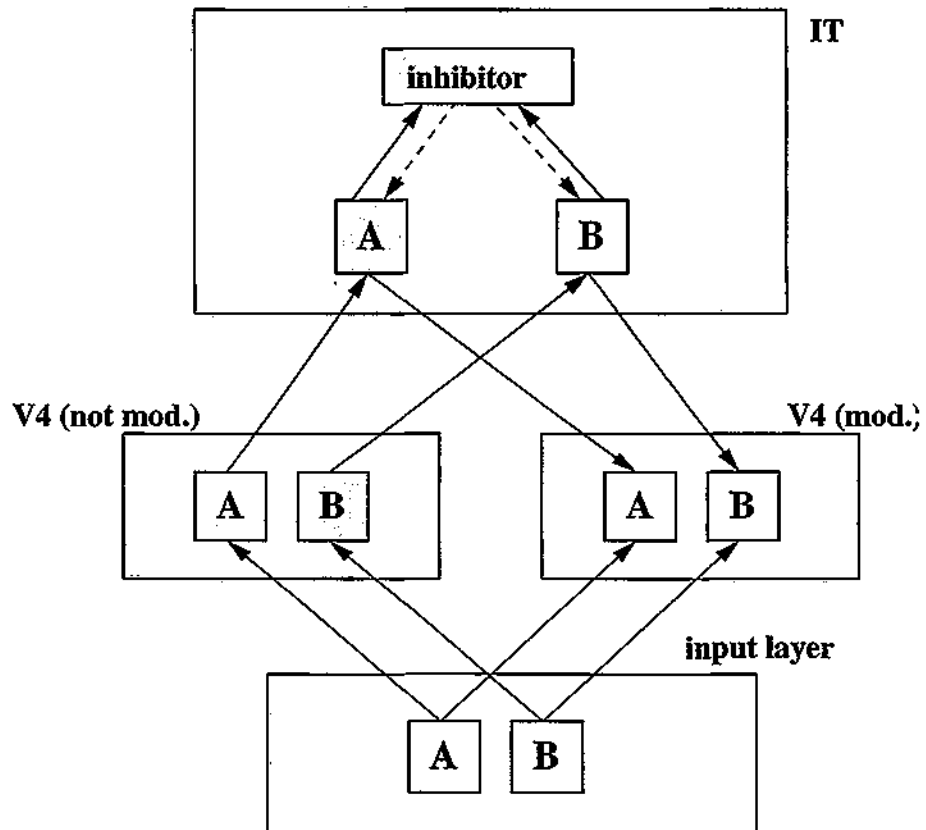 IT
inhibitor
A B
V4 (not mod.) V4 (mod.)
A B A B
input layer
A B